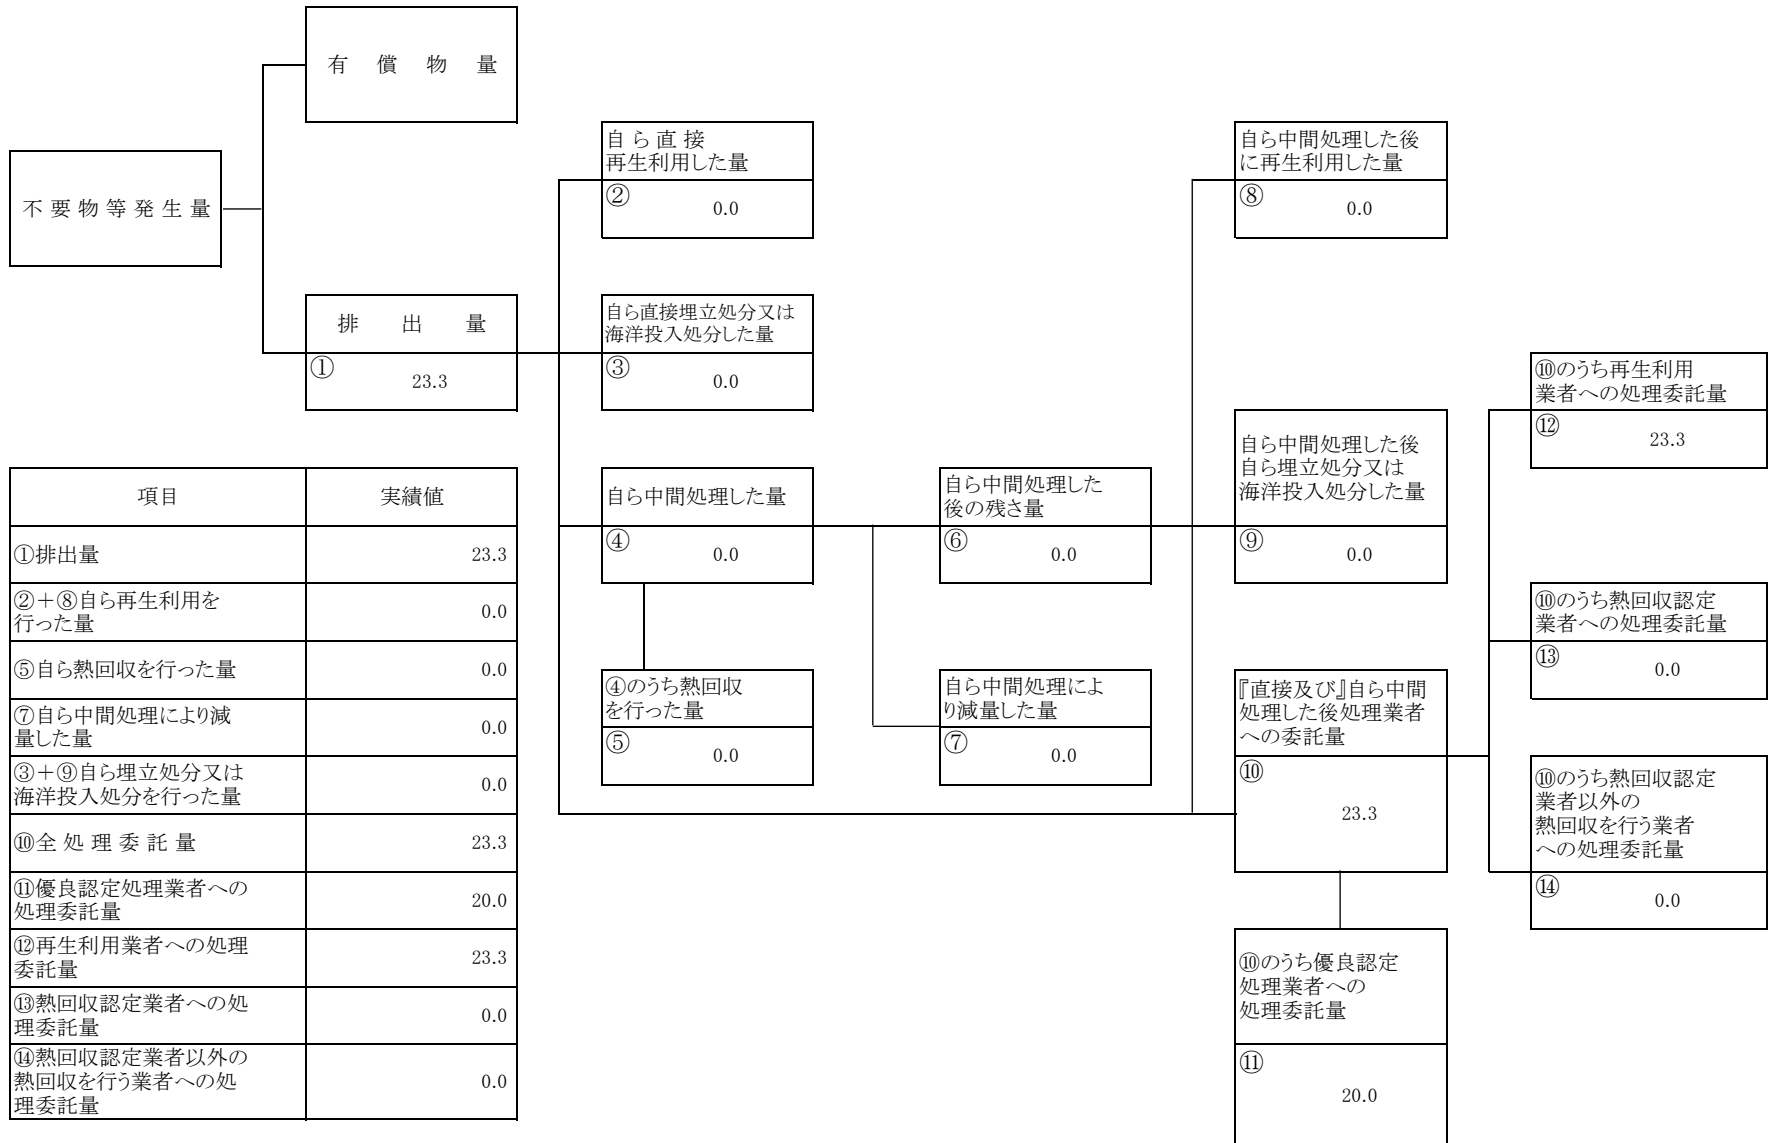 有 償 物 量
不 要 物 等 発 生 量
排 出 量
①
23.3
自 ら 直 接
再生利用した量
②
0.0
自ら直接埋立処分又は
海洋投入処分した量
③
0.0
自ら中間処理した量
④
0.0
④のうち熱回収
を行った量
⑤
0.0
自ら中間処理した
後の残さ量
⑥
0.0
自ら中間処理によ
り減量した量
⑦
0.0
自ら中間処理した後
に再生利用した量
⑧
0.0
自ら中間処理した後
自ら埋立処分又は
海洋投入処分した量
⑨
0.0
『直接及び』自ら中間
処理した後処理業者
への委託量
⑩
23.3
⑩のうち優良認定
処理業者への
処理委託量
⑪
20.0
⑩のうち再生利用
業者への処理委託量
⑫
23.3
⑩のうち熱回収認定
業者への処理委託量
⑬
0.0
⑩のうち熱回収認定
業者以外の
熱回収を行う業者
への処理委託量
⑭
0.0
項目 実績値
①排出量 23.3
②＋⑧自ら再生利用を
行った量 0.0
⑤自ら熱回収を行った量 0.0
⑦自ら中間処理により減
量した量 0.0
③＋⑨自ら埋立処分又は
海洋投入処分を行った量 0.0
⑩全 処 理 委 託 量 23.3
⑪優良認定処理業者への
処理委託量 20.0
⑫再生利用業者への処理
委託量 23.3
⑬熱回収認定業者への処
理委託量 0.0
⑭熱回収認定業者以外の
熱回収を行う業者への処
理委託量 0.0